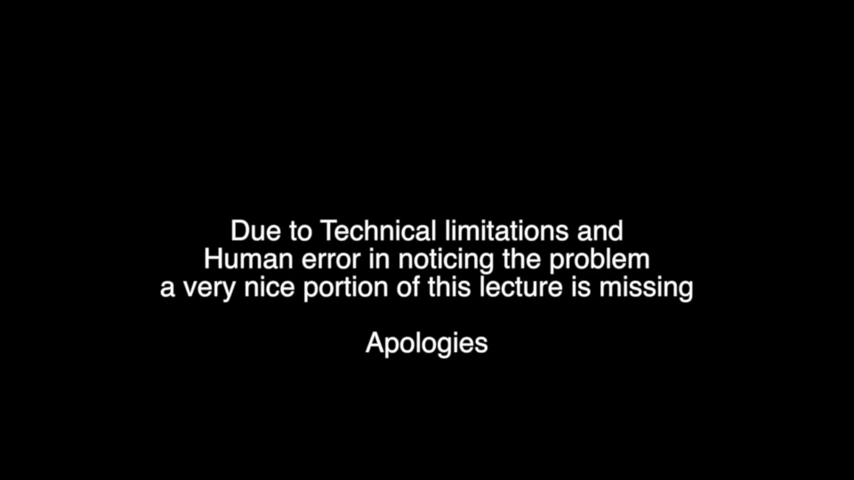 Due to Technical limitations and
Human error in noticing the problem
a very nice portion of this lecture is missing
Apologies